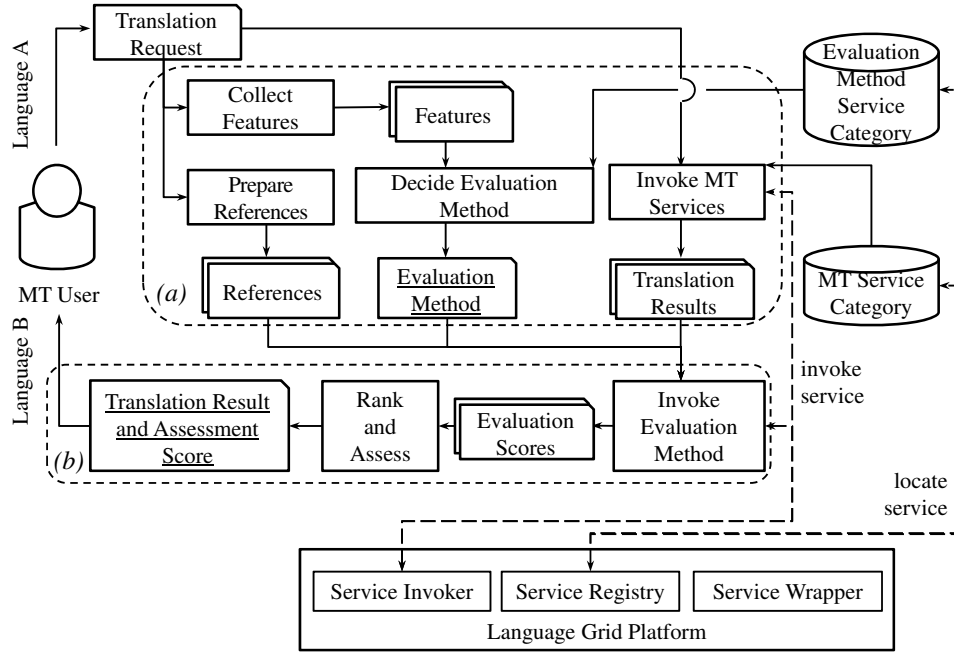 Translation
Request
Language A
Evaluation
Method
Service
Category
Collect
Features
Features
Prepare
References
Decide Evaluation
Method
Invoke MT
Services
MT User
(a)
References
Evaluation
Method
Translation
Results
MT Service
Category
Language B
invoke
service
(b)
Translation Result
and Assessment
Score
Rank
and
Assess
Evaluation
Scores
Invoke
Evaluation
Method
locate
service
Service Invoker
Service Registry
Service Wrapper
Language Grid Platform